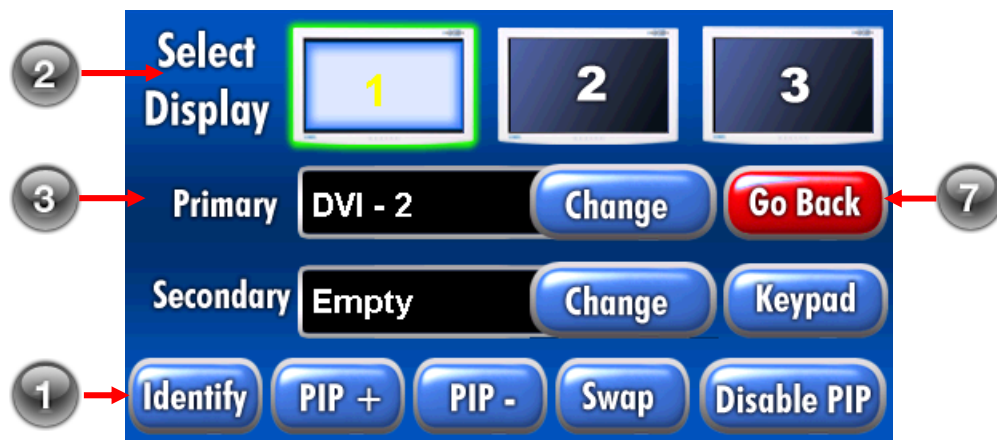 2
Select
Display
1
2
3
3
Primary
DVI - 2
Change
Go Back
7
Secondary
Empty
Change
Keypad
1
Identify
PIP +
PIP -
Swap
Disable PIP